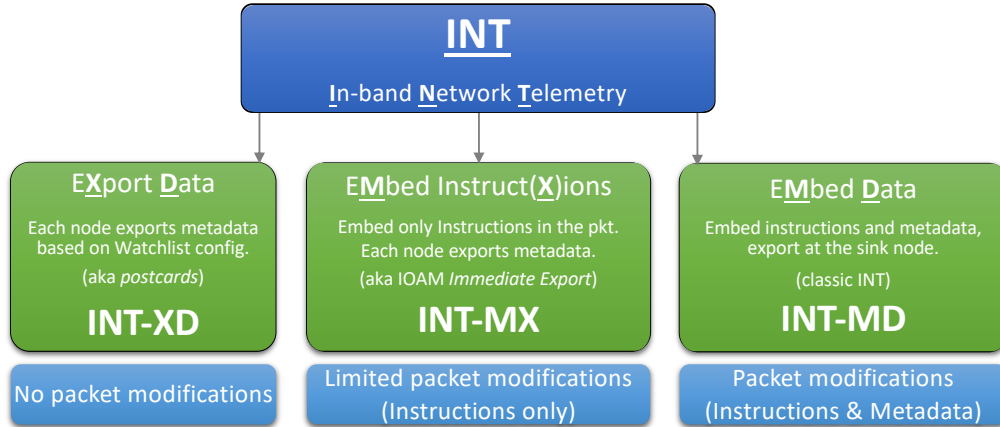 INT
In-band Network Telemetry
EXport Data
Each node exports metadata
based on Watchlist config.
(aka postcards)
INT-XD
No packet modifications
EMbed Instruct(X)ions
Embed only Instructions in the pkt.
Each node exports metadata.
(aka IOAM Immediate Export)
INT-MX
Limited packet modifications
(Instructions only)
EMbed Data
Embed instructions and metadata,
export at the sink node.
(classic INT)
INT-MD
Packet modifications
(Instructions & Metadata)